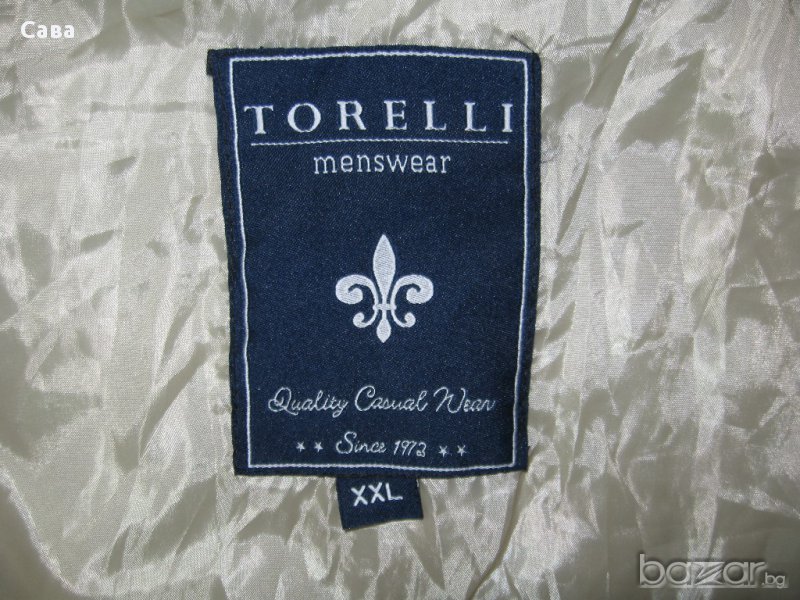 Сава
TORELLI
menswear
Quality Casual Wear
Since 1973
XXL
bazar.bg